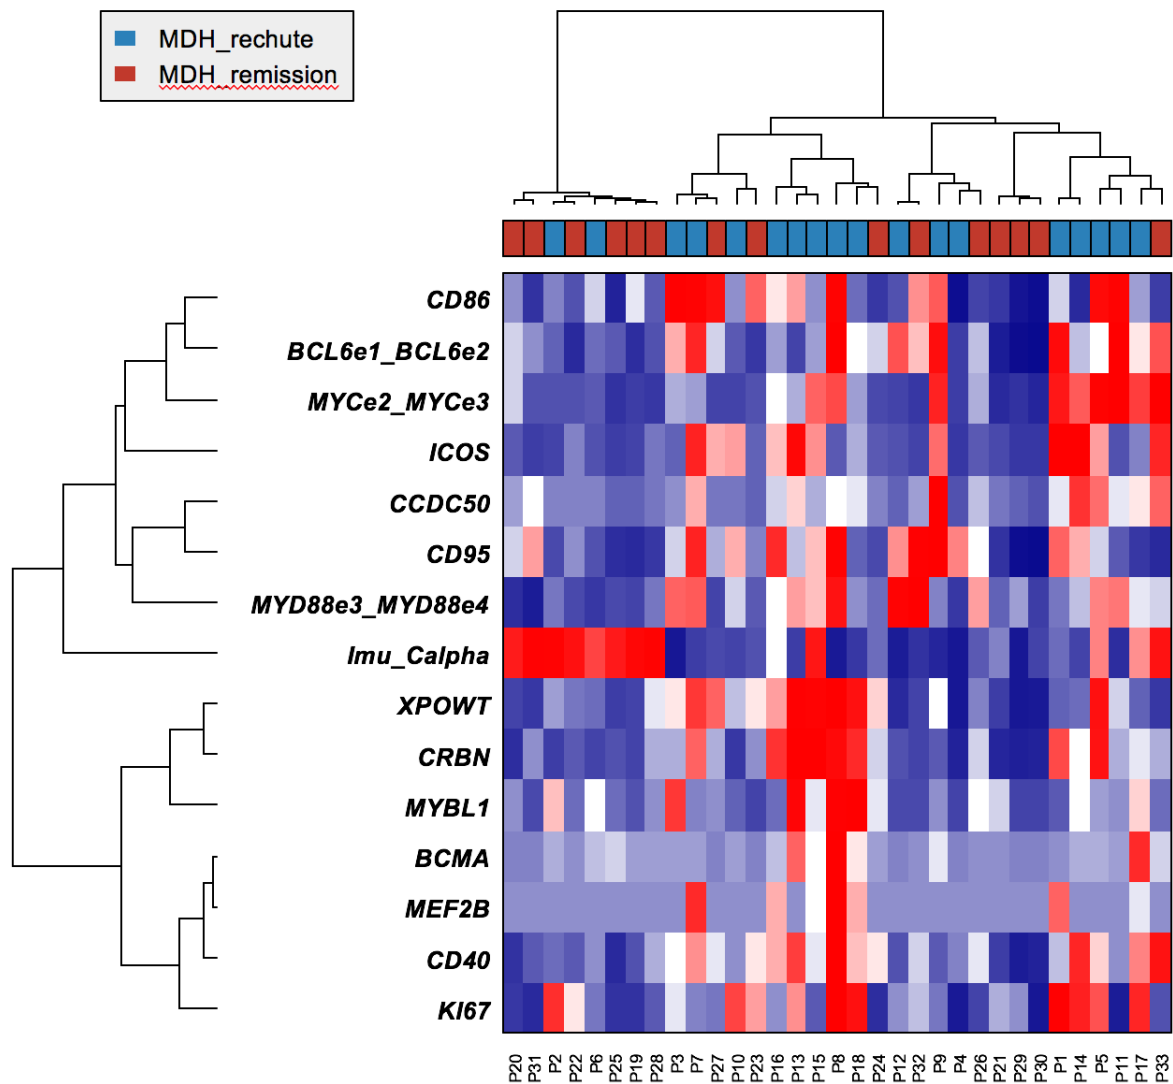 MDH_rechute
MDH_remission
CD86
BCL6e1_BCL6e2
MYCe2_MYCe3
ICOS
CCDC50
CD95
MYD88e3_MYD88e4
Imu_Calpha
XPOWT
CRBN
MYBL1
BCMA
MEF2B
CD40
KI67
P20 P31 P2 P22 P6 P25 P19 P28 P3 P7 P27 P10 P23 P16 P13 P15 P8 P18 P24 P12 P32 P9 P4 P26 P21 P29 P30 P1 P14 P5 P11 P17 P33